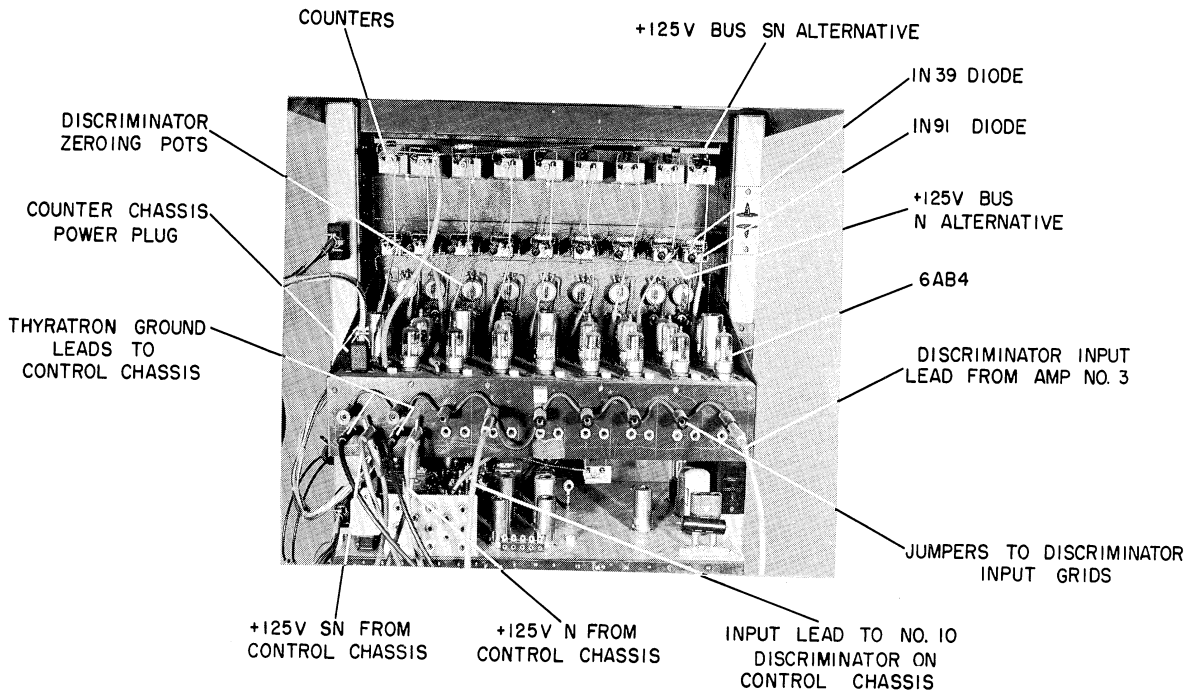 COUNTERS
+125V BUS SN ALTERNATIVE
IN39 DIODE
DISCRIMINATOR
ZEROING POTS
IN91 DIODE
COUNTER CHASSIS
POWER PLUG
+125V BUS
N ALTERNATIVE
6AB4
THYRATRON GROUND
LEADS TO
CONTROL CHASSIS
DISCRIMINATOR INPUT
LEAD FROM AMP NO. 3
JUMPERS TO DISCRIMINATOR
INPUT GRIDS
+125V SN FROM
CONTROL CHASSIS
+125V N FROM
CONTROL CHASSIS
INPUT LEAD TO NO. 10
DISCRIMINATOR ON
CONTROL CHASSIS